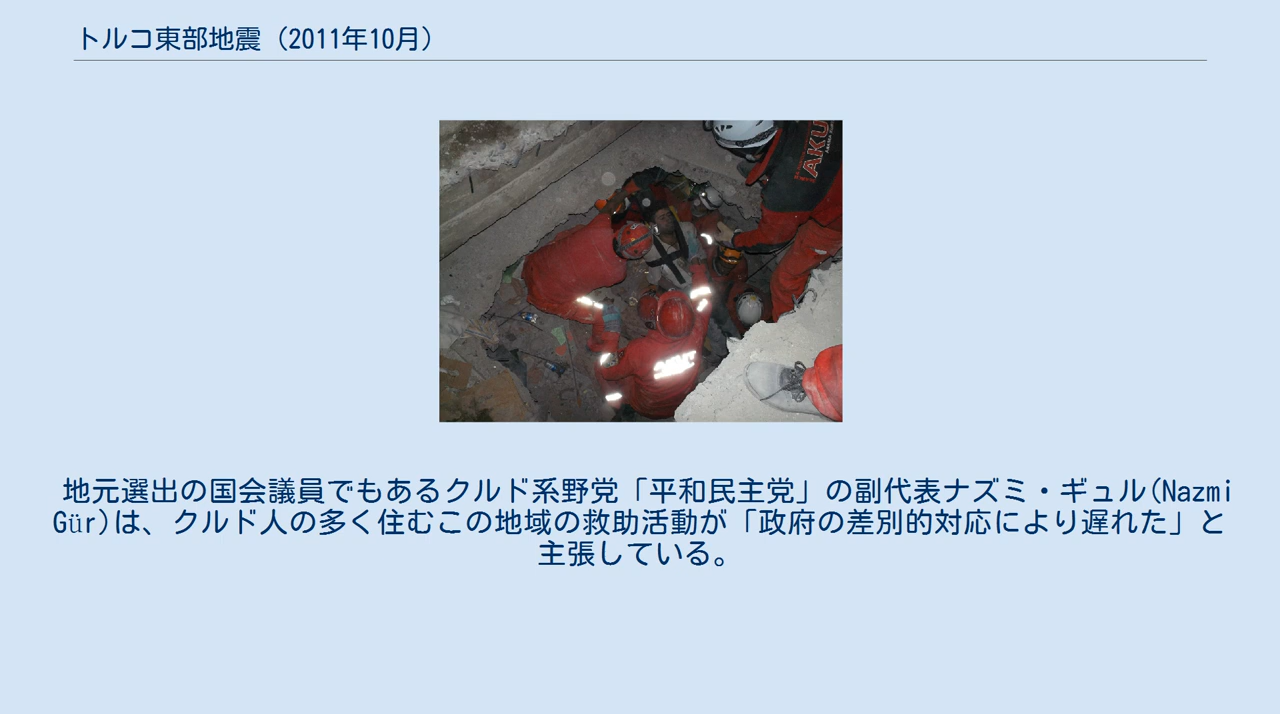 トルコ東部地震（2011年10月）
AKU
地元選出の国会議員でもあるクルド系野党「平和民主党」の副代表ナズミ・ギュル(Nazmi
Gür)は、クルド人の多く住むこの地域の救助活動が「政府の差別的対応により遅れた」と
主張している。